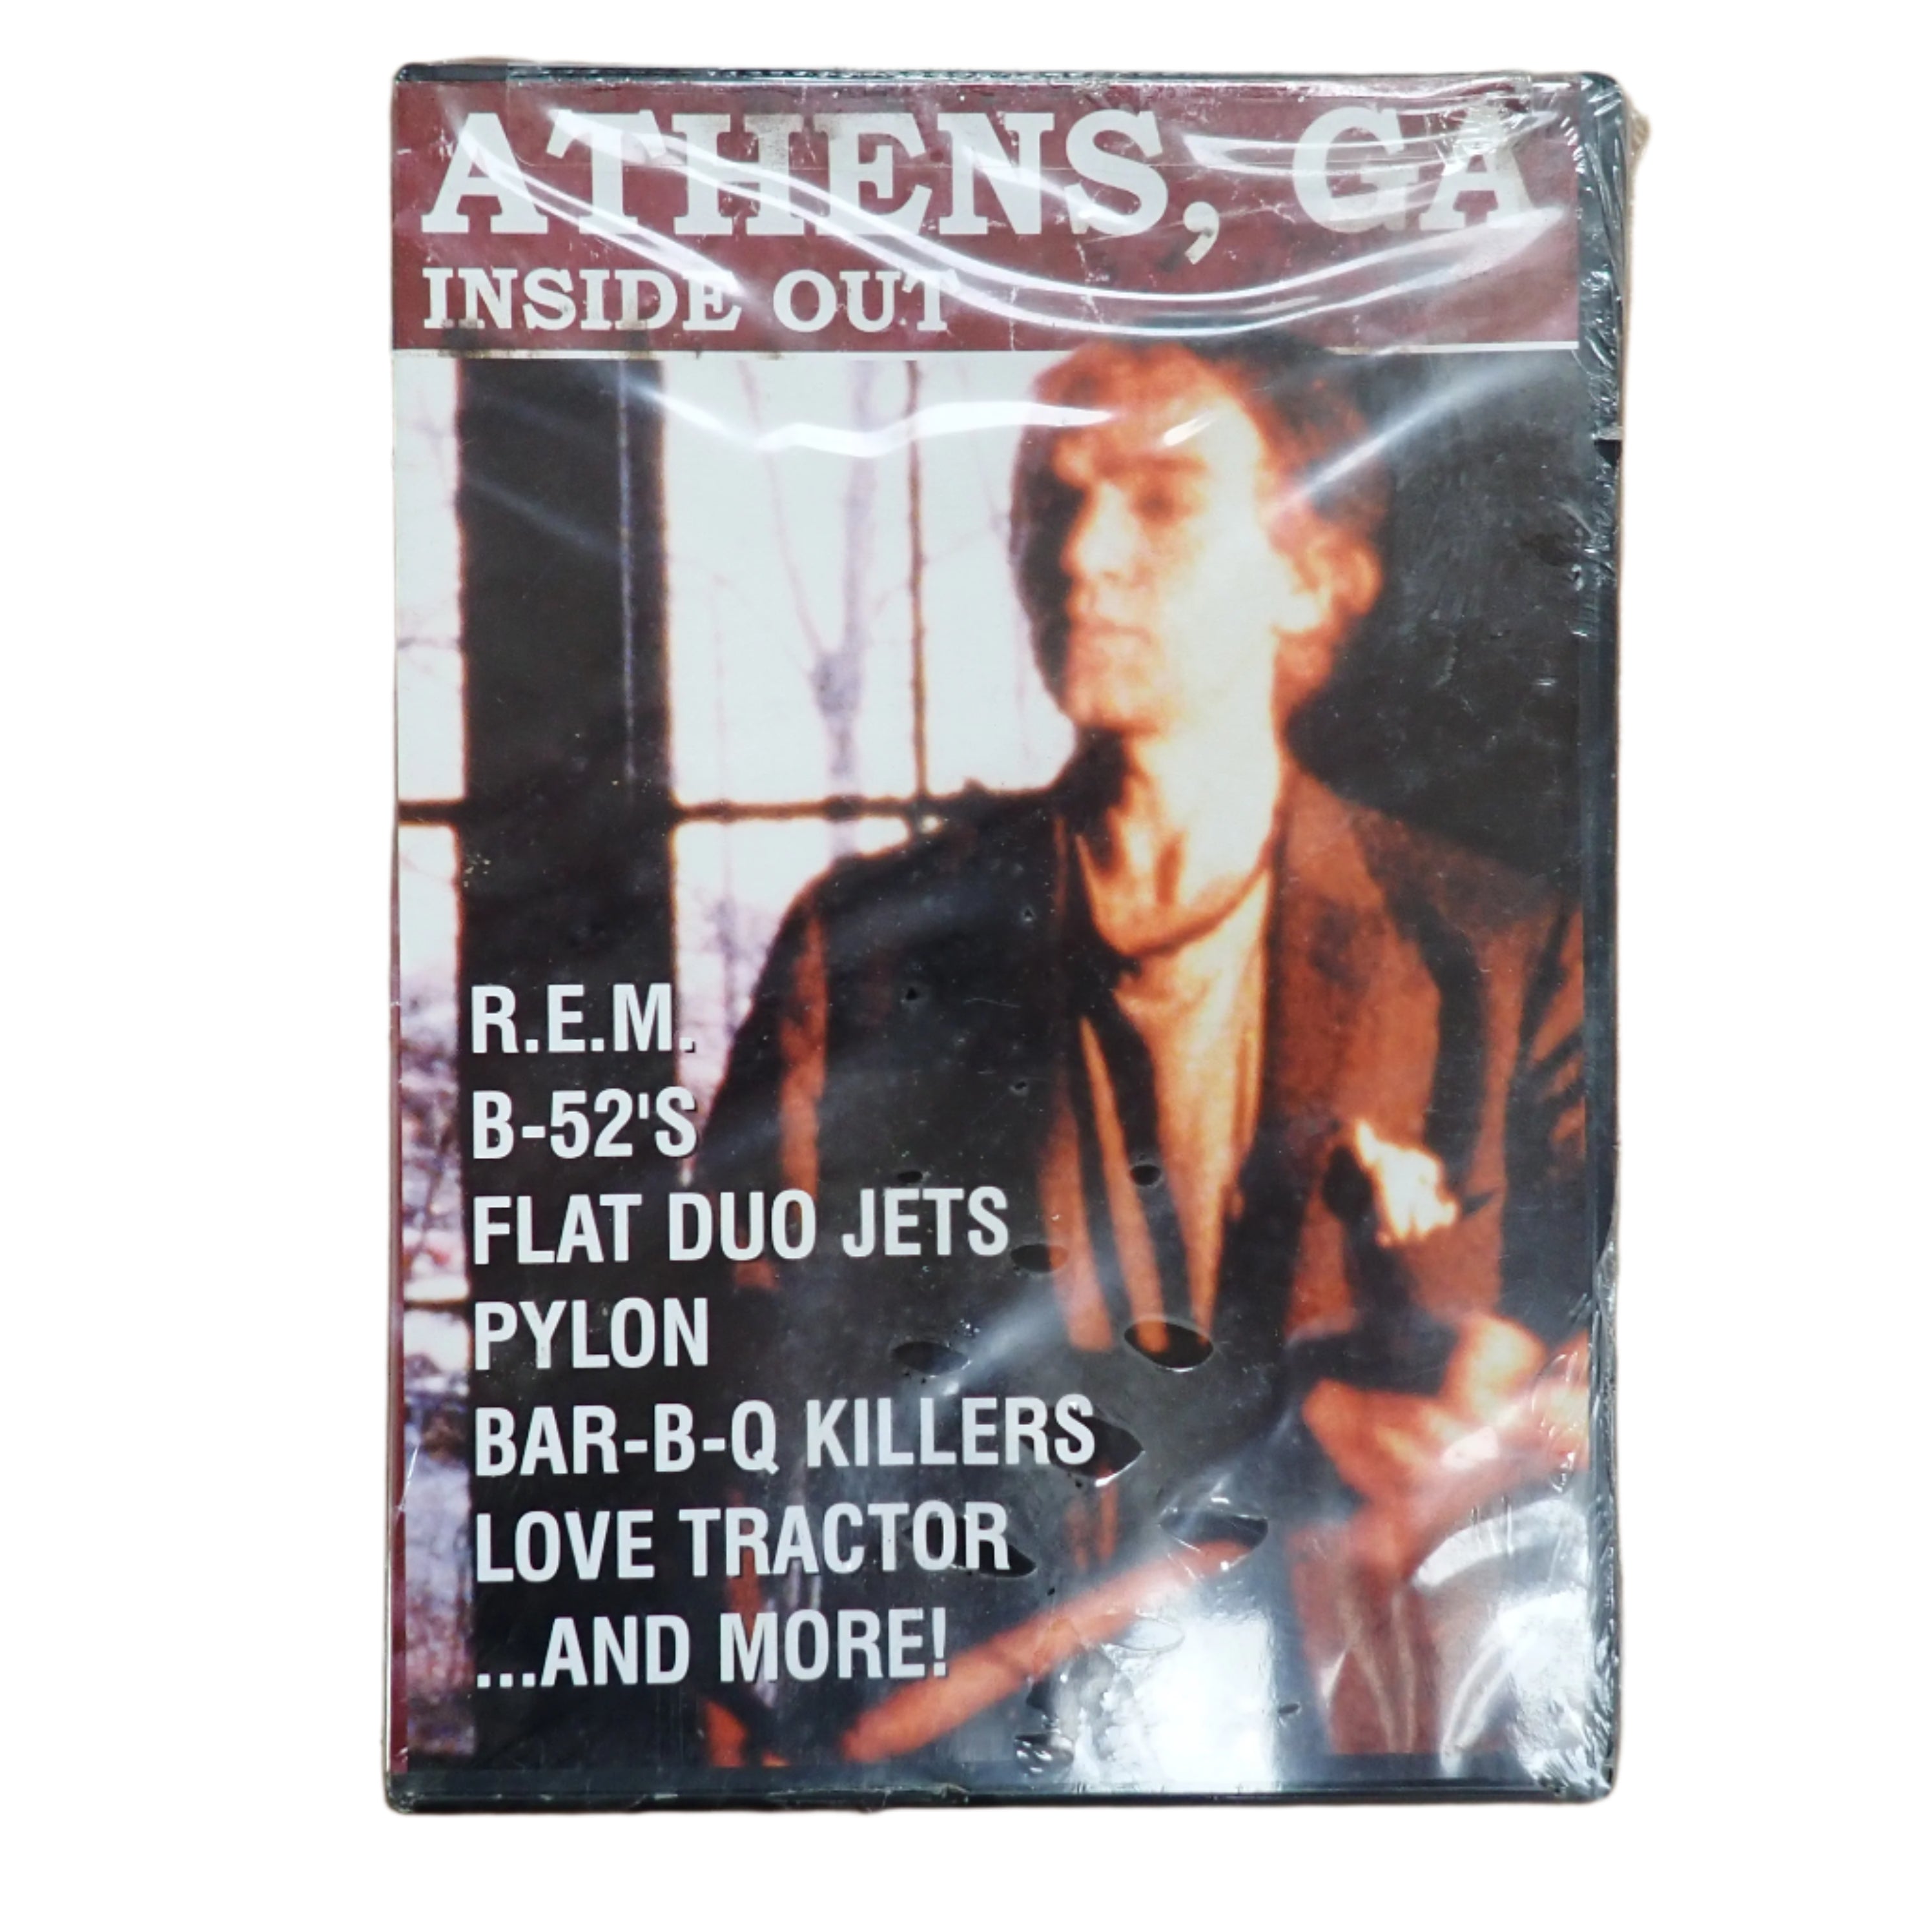 ATHENS, GA
INSIDE OUT
R.E.M.
B-52'S
FLAT DUO JETS
PYLON
BAR-B-Q KILLERS
LOVE TRACTOR
...AND MORE!